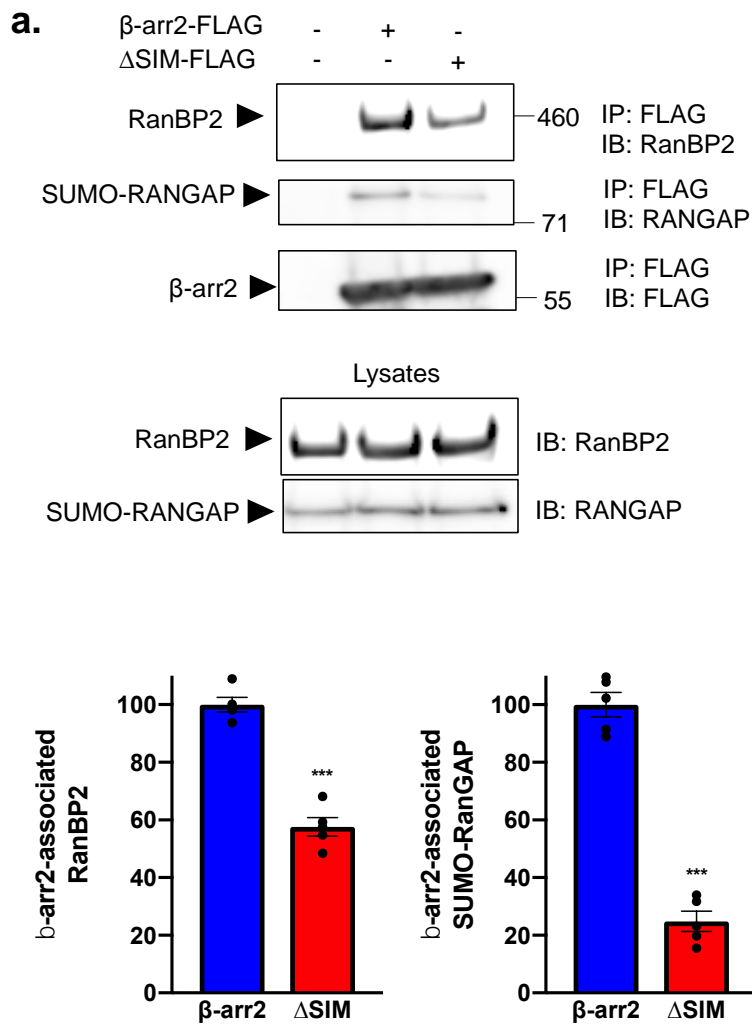 a.
β-arr2-FLAG - + -
ΔSIM-FLAG - - +
RanBP2 460 IP: FLAG
IB: RanBP2
SUMO-RANGAP 71 IP: FLAG
IB: RANGAP
β-arr2 55 IP: FLAG
IB: FLAG
Lysates
RanBP2 IB: RanBP2
SUMO-RANGAP IB: RANGAP
b-arr2-associated
RanBP2
100
80
60
40
20
0
***
β-arr2 ΔSIM
b-arr2-associated
SUMO-RanGAP
100
80
60
40
20
0
***
β-arr2 ΔSIM